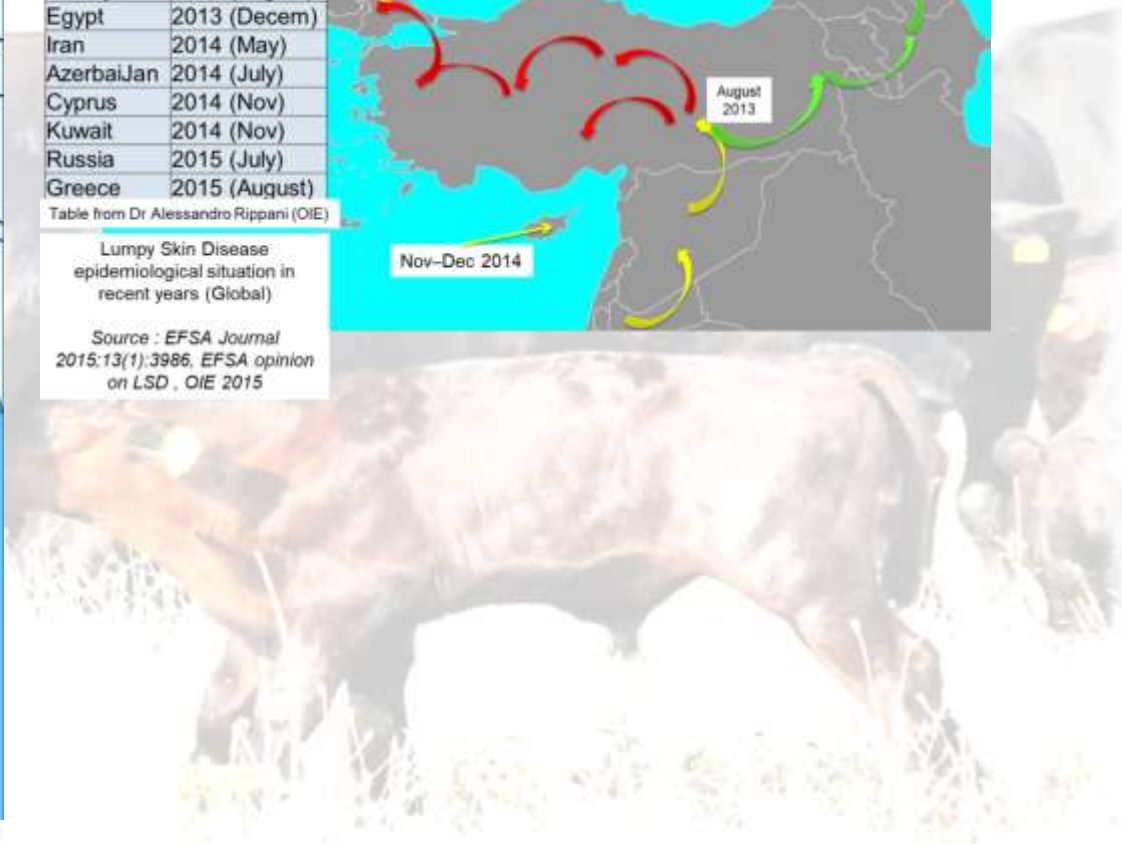 Egypt 2013 (Decem)
Iran 2014 (May)
AzerbaiJan 2014 (July)
Cyprus 2014 (Nov)
Kuwait 2014 (Nov)
Russia 2015 (July)
Greece 2015 (August)
Table from Dr Alessandro Rippani (OIE)
Lumpy Skin Disease
epidemiological situation in
recent years (Global)
Source : EFSA Journal
2015;13(1):3986, EFSA opinion
on LSD , OIE 2015
August
2013
Nov–Dec 2014